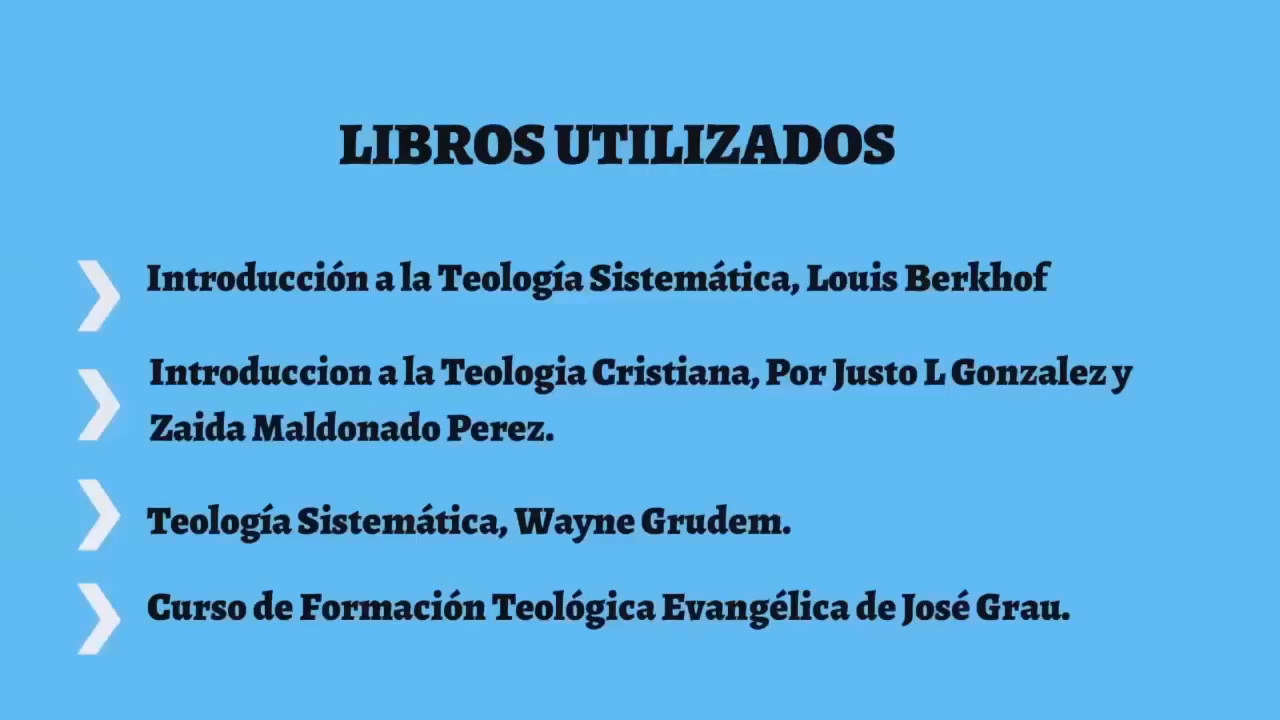 LIBROS UTILIZADOS
Introducción a la Teología Sistemática, Louis Berkhof
Introduccion a la Teologia Cristiana, Por Justo L Gonzalez y
Zaida Maldonado Perez.
Teología Sistemática, Wayne Grudem.
Curso de Formación Teológica Evangélica de José Grau.